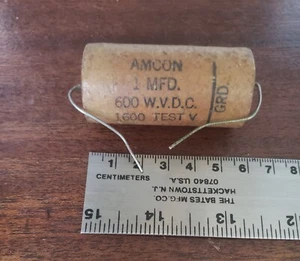 AMCON
1 MFD.
600 W.V.D.C.
1600 TEST V
GRD
1 2 3 4 5 6 7 8
CENTIMETERS
THE BATES MFG.CO.
HACKETTSTOWN N.J.
07840 U.S.A.
15 14 13 12